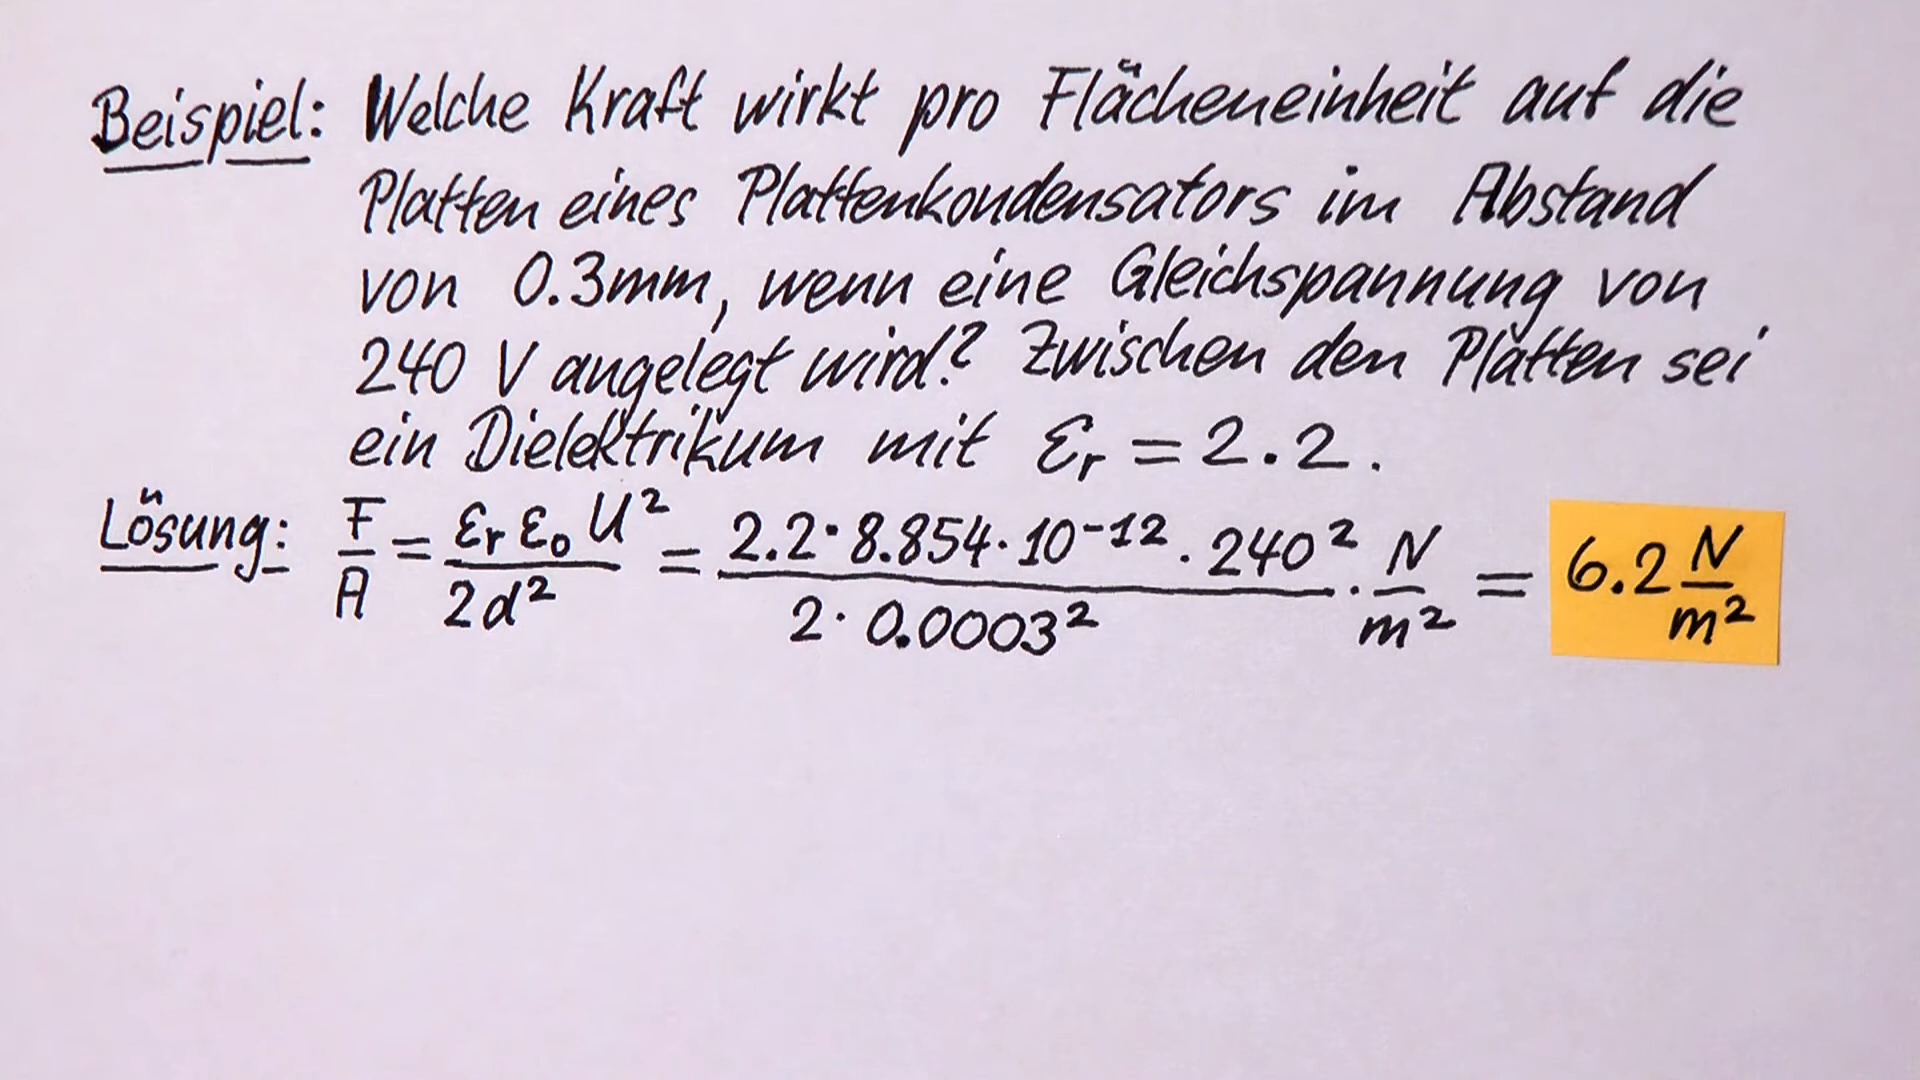 Beispiel: Welche Kraft wirkt pro Flächeneinheit auf die
Platten eines Plattenkondensators im Abstand
von 0.3mm, wenn eine Gleichspannung von
240 V angelegt wird? Zwischen den Platten sei
ein Dielektrikum mit εr = 2.2.
Lösung: F/A = εr ε0 U² / 2d² = 2.2·8.854·10⁻¹²·240² / 2·0.0003² · N/m² = 6.2 N/m²